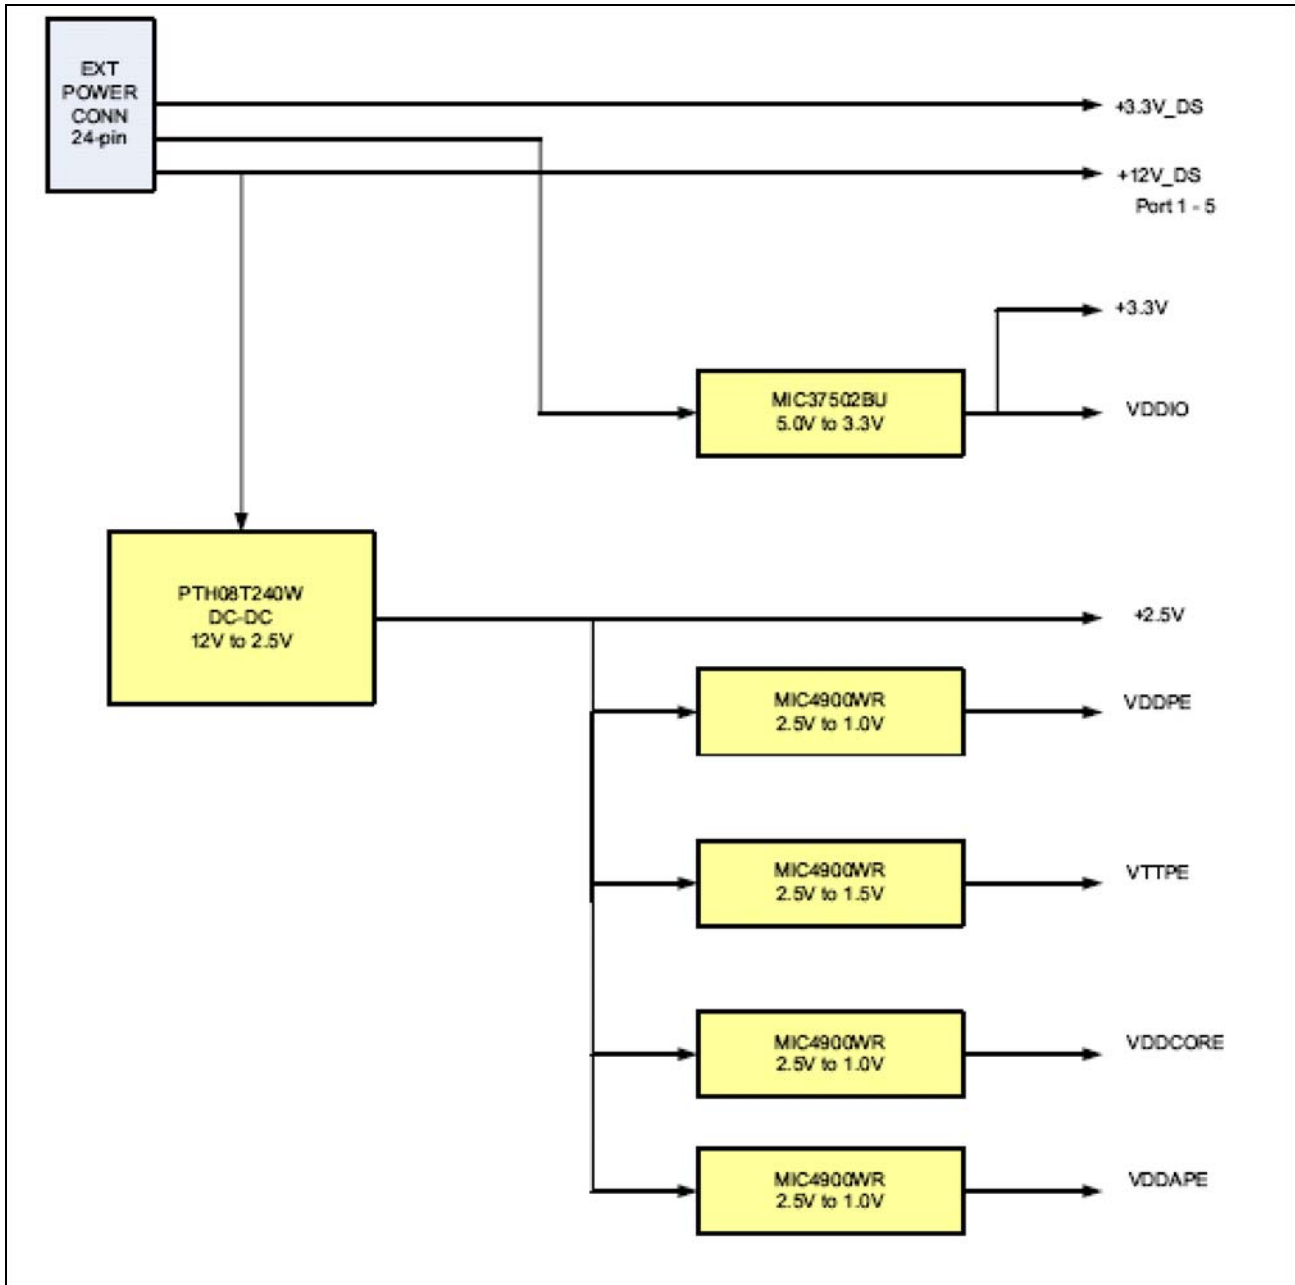 EXT
POWER
CONN
24-pin
+3.3V_DS
+12V_DS
Port 1 - 5
+3.3V
MIC37502BU
5.0V to 3.3V
VDDIO
PTH08T240W
DC-DC
12V to 2.5V
+2.5V
MIC4900WR
2.5V to 1.0V
VDDPE
MIC4900WR
2.5V to 1.5V
VTTPE
MIC4900WR
2.5V to 1.0V
VDDCORE
MIC4900WR
2.5V to 1.0V
VDDAPE